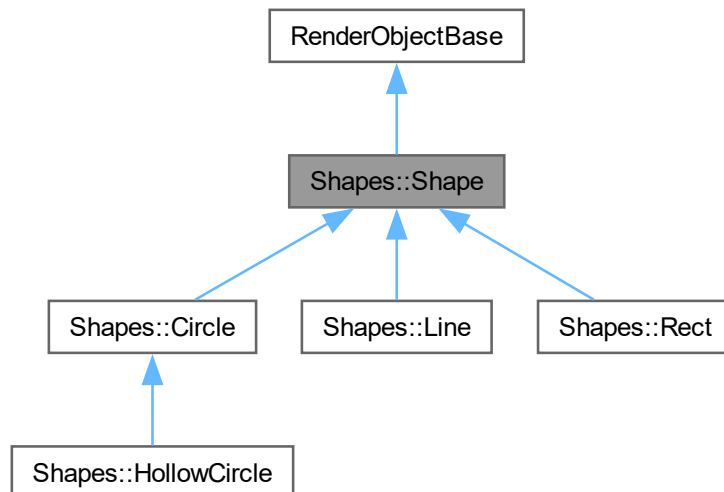 RenderObjectBase
Shapes::Shape
Shapes::Circle
Shapes::Line
Shapes::Rect
Shapes::HollowCircle